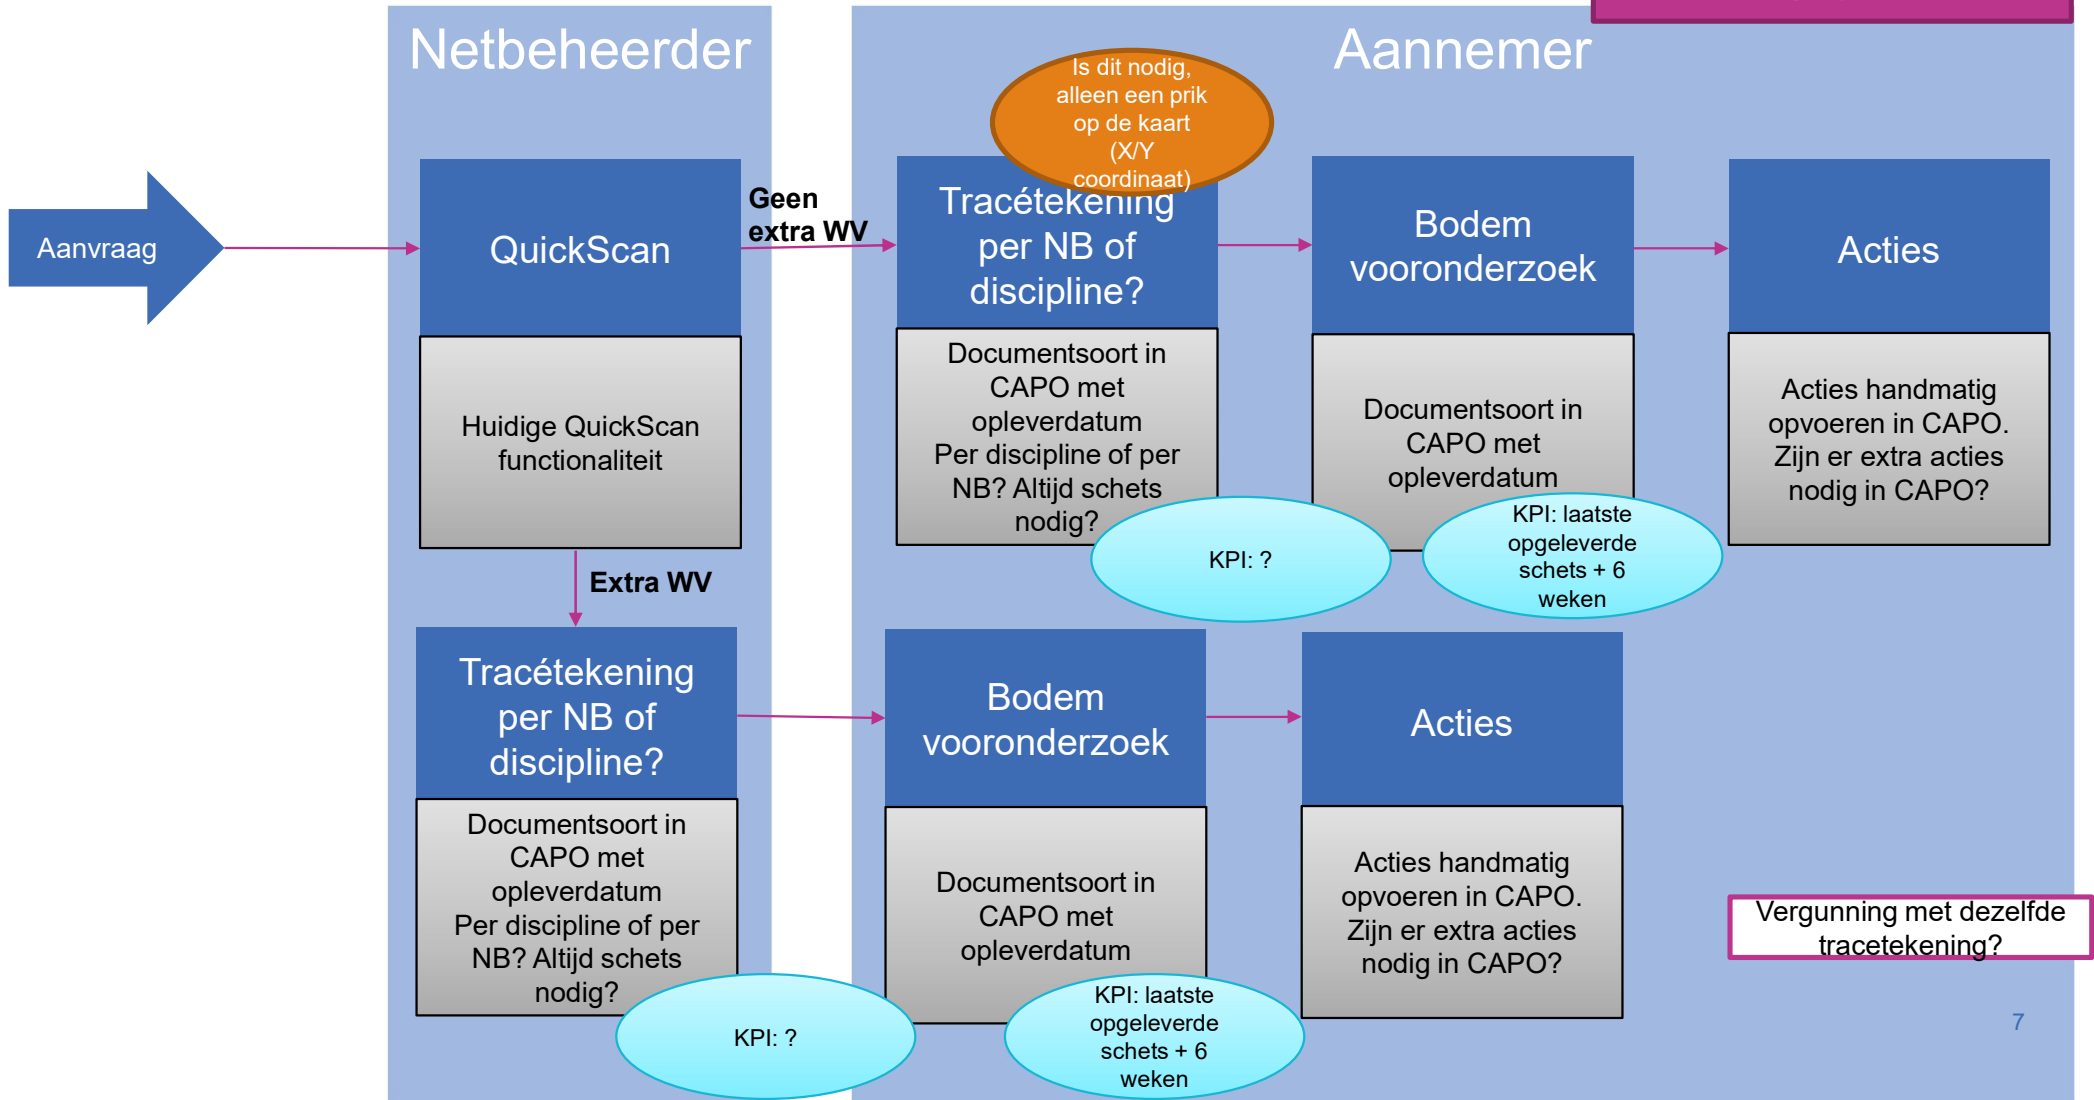 Netbeheerder
Aannemer
Is dit nodig,
alleen een prik
op de kaart
(X/Y
coordinaat)
Aanvraag
QuickScan
Geen
extra WV
Tracétekening
per NB of
discipline?
Bodem
vooronderzoek
Acties
Huidige QuickScan
functionaliteit
Documentsoort in
CAPO met
opleverdatum
Per discipline of per
NB? Altijd schets
nodig?
Documentsoort in
CAPO met
opleverdatum
Acties handmatig
opvoeren in CAPO.
Zijn er extra acties
nodig in CAPO?
KPI: ?
KPI: laatste
opgeleverde
schets + 6
weken
Extra WV
Tracétekening
per NB of
discipline?
Bodem
vooronderzoek
Acties
Documentsoort in
CAPO met
opleverdatum
Per discipline of per
NB? Altijd schets
nodig?
Documentsoort in
CAPO met
opleverdatum
Acties handmatig
opvoeren in CAPO.
Zijn er extra acties
nodig in CAPO?
Vergunning met dezelfde
tracetekening?
KPI: ?
KPI: laatste
opgeleverde
schets + 6
weken
7